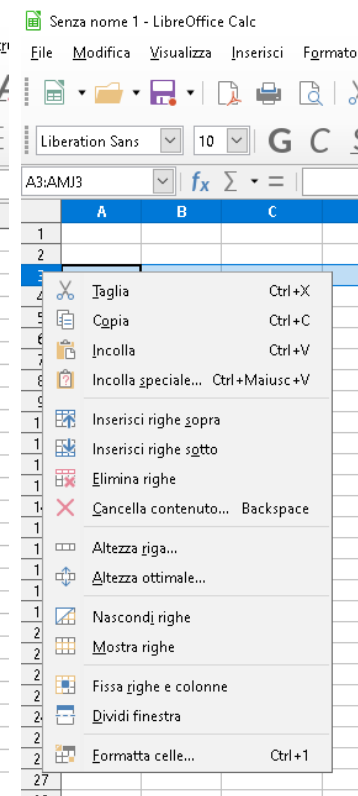 Senza nome 1 - LibreOffice Calc
File Modifica Visualizza Inserisci Formato
Liberation Sans 10 G C S
A3:AMJ3 fx Σ =
A B C
1
2
3
Taglia Ctrl+X
Copia Ctrl+C
Incolla Ctrl+V
Incolla speciale... Ctrl+Maiusc+V
Inserisci righe sopra
Inserisci righe sotto
Elimina righe
Cancella contenuto... Backspace
Altezza riga...
Altezza ottimale...
Nascondi righe
Mostra righe
Fissa righe e colonne
Dividi finestra
Formatta celle... Ctrl+1
27